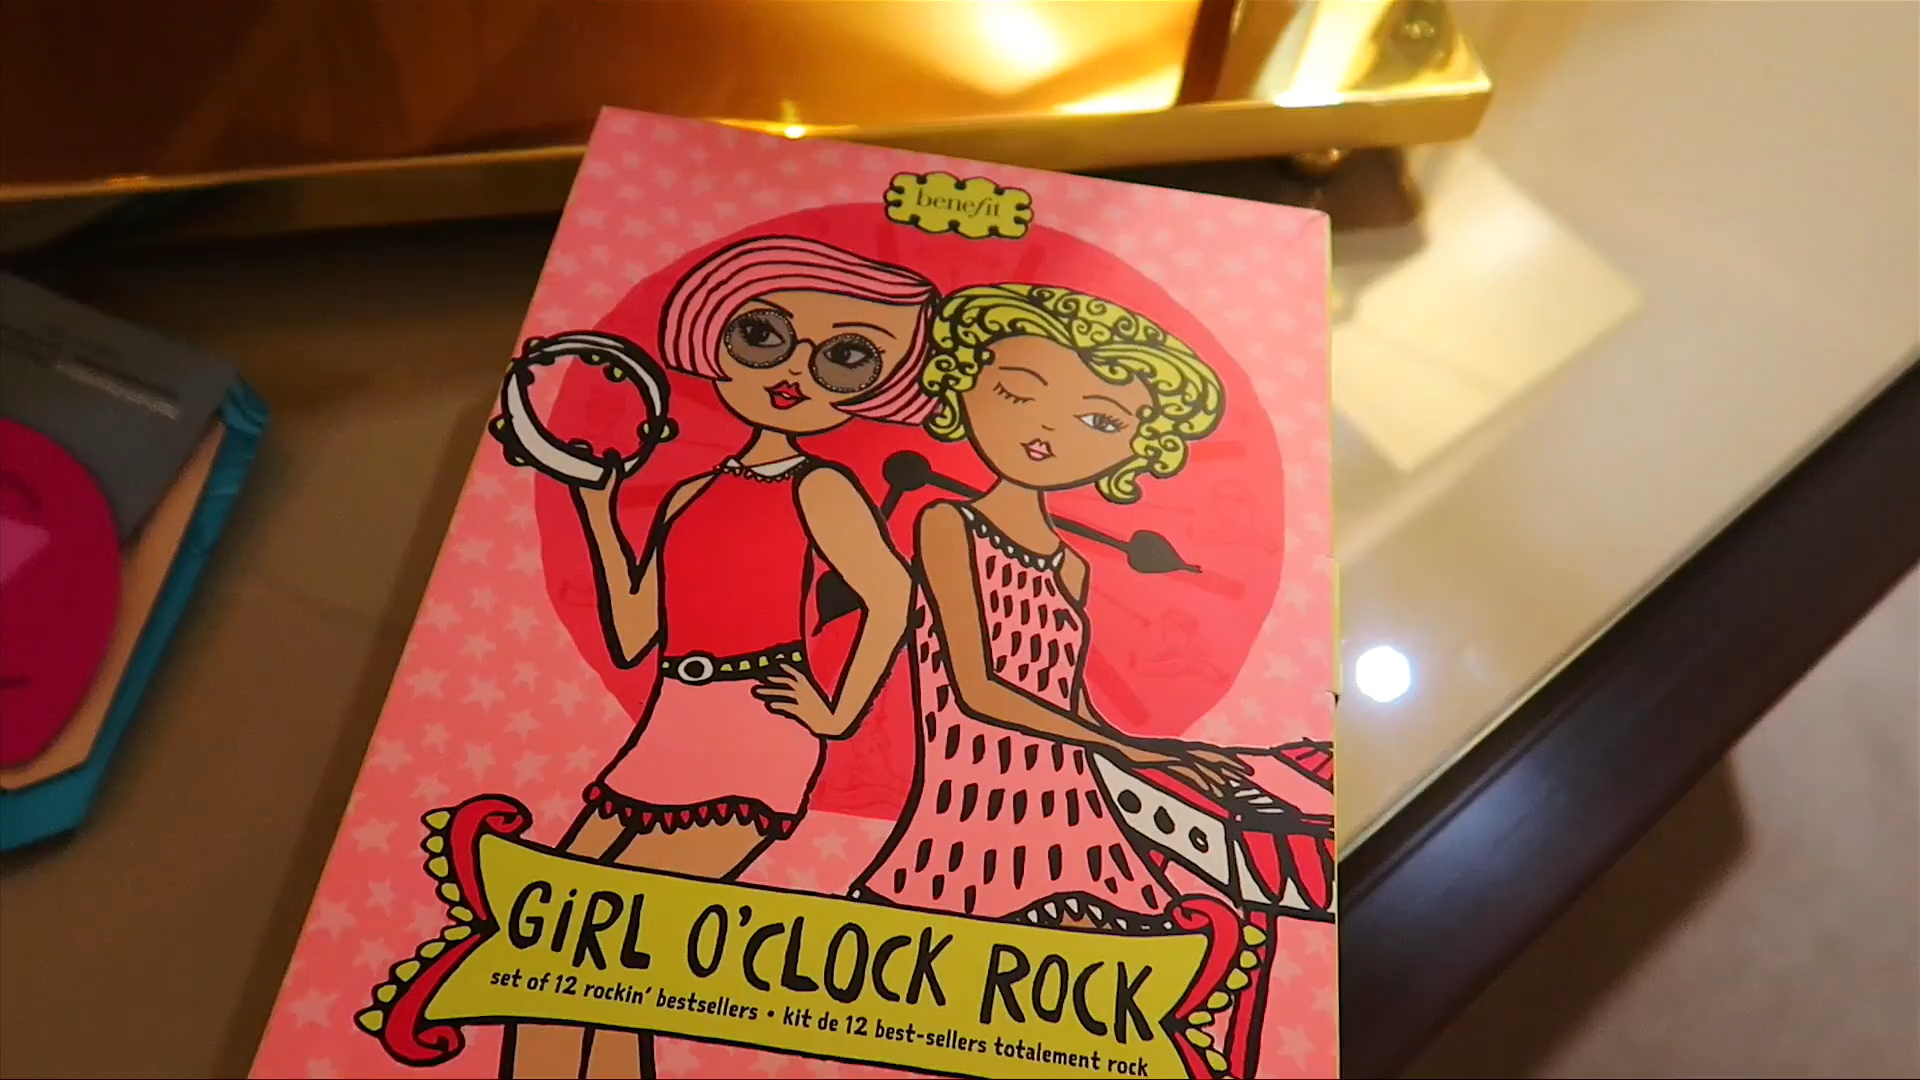 benefit
GiRL O'CLOCK ROCK
set of 12 rockin' bestsellers • kit de 12 best-sellers totalement rock